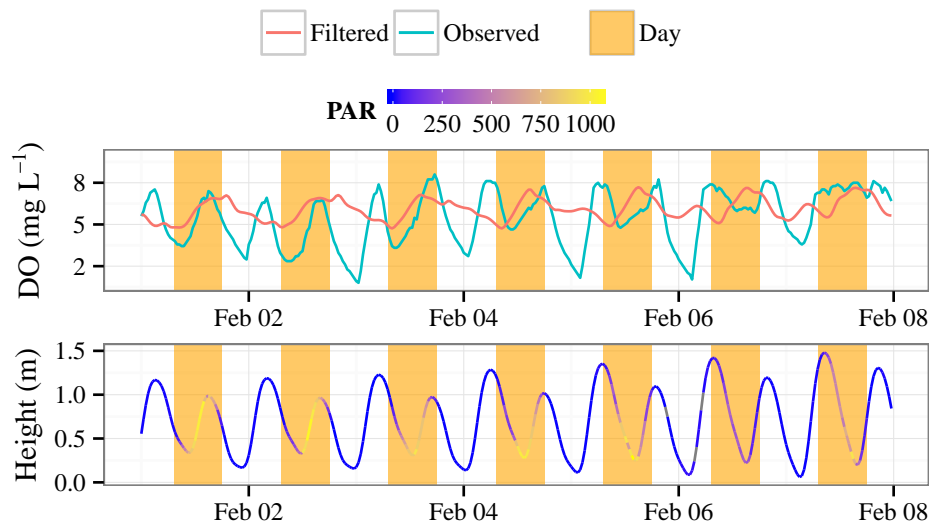 Filtered Observed Day
PAR
0 250 500 750 1000
DO (mg L⁻¹)
8
5
2
Feb 02 Feb 04 Feb 06 Feb 08
Height (m)
1.5
1.0
0.5
0.0
Feb 02 Feb 04 Feb 06 Feb 08